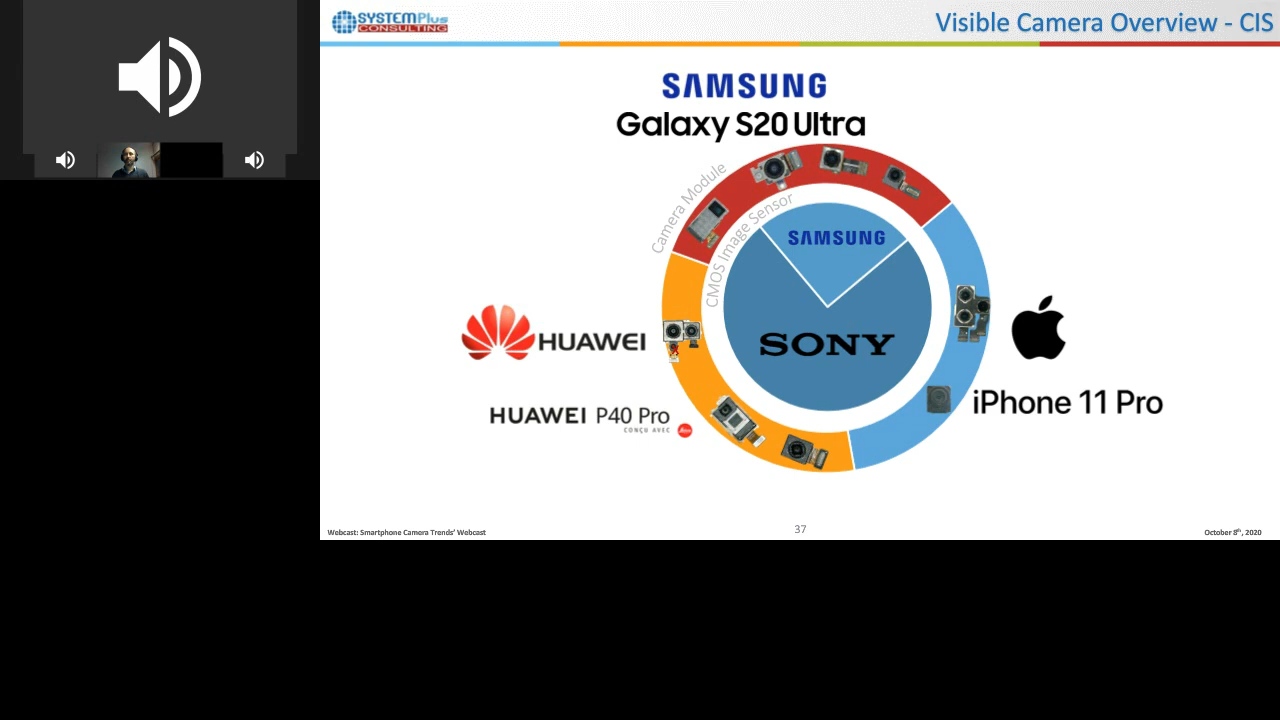 SYSTEMPlus
CONSULTING
Visible Camera Overview - CIS
SAMSUNG
Galaxy S20 Ultra
Camera Module
CMOS Image Sensor
SAMSUNG
SONY
HUAWEI
HUAWEI P40 Pro
CONÇU AVEC
iPhone 11 Pro
Webcast: Smartphone Camera Trends' Webcast
37
October 8th, 2020